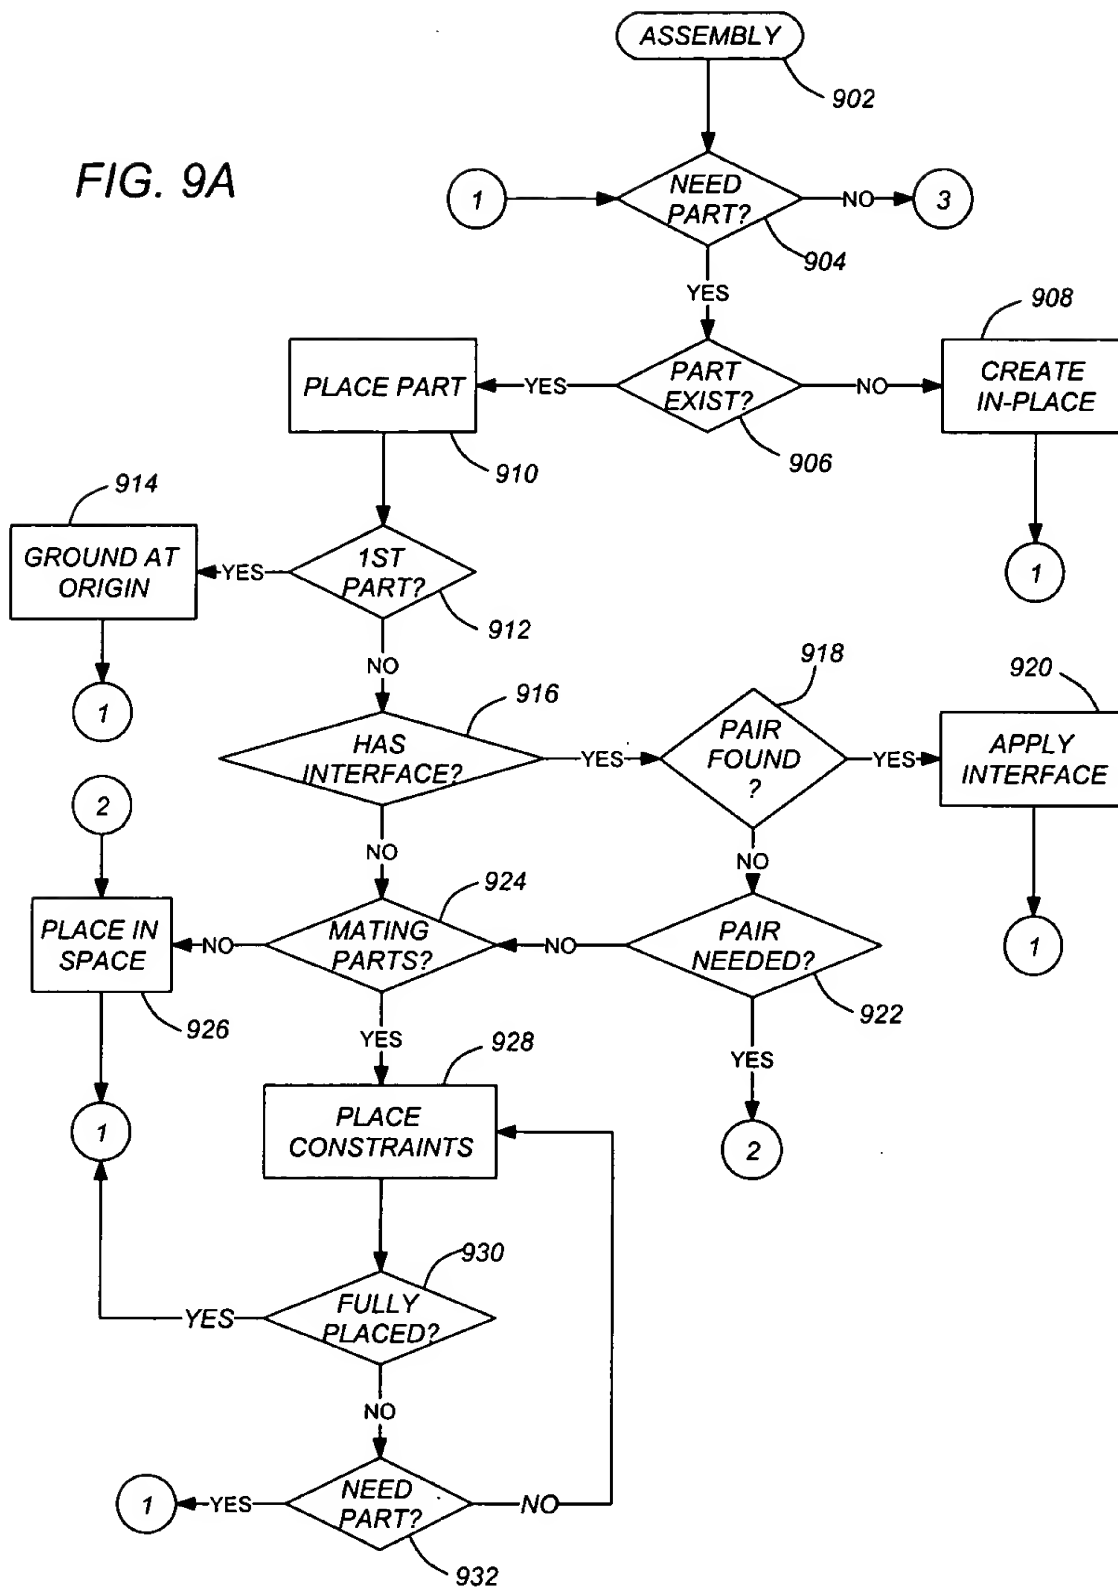 ASSEMBLY
902
FIG. 9A
1
NEED
PART?
NO
3
904
YES
908
PLACE PART
YES
PART
EXIST?
NO
CREATE
IN-PLACE
910
906
914
GROUND AT
ORIGIN
YES
1ST
PART?
1
912
NO
918
920
1
916
HAS
INTERFACE?
YES
PAIR
FOUND
?
YES
APPLY
INTERFACE
2
NO
NO
924
PLACE IN
SPACE
NO
MATING
PARTS?
NO
PAIR
NEEDED?
1
926
922
YES
928
YES
1
PLACE
CONSTRAINTS
2
930
YES
FULLY
PLACED?
NO
1
YES
NEED
PART?
NO
932